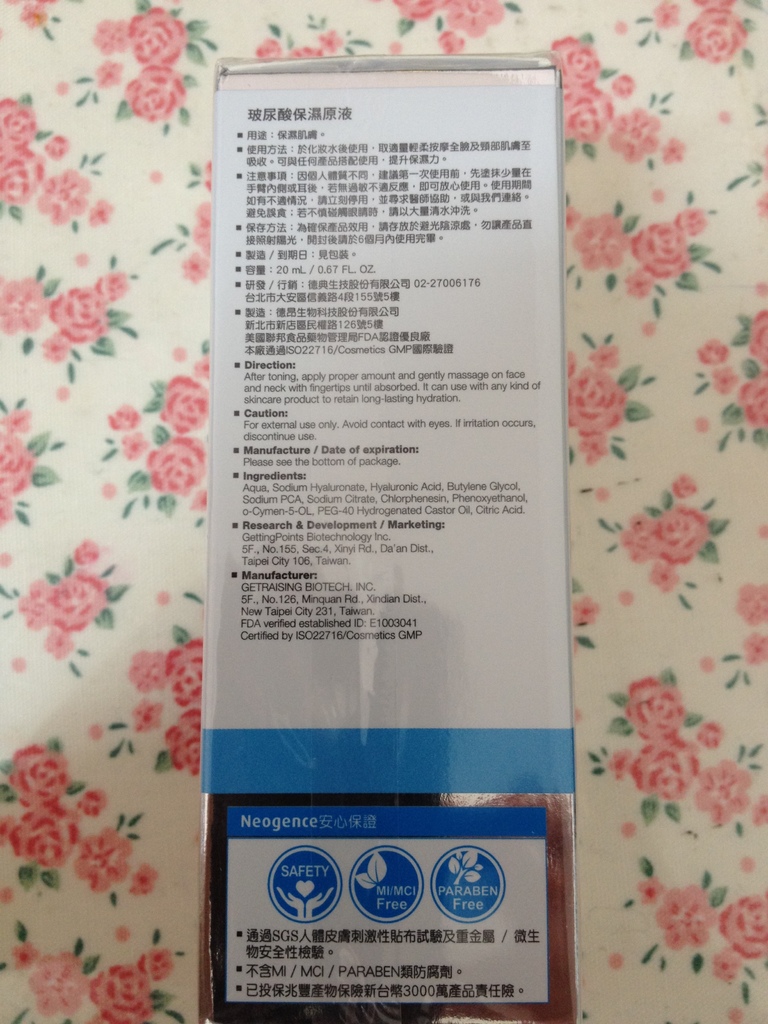 玻尿酸保濕原液
▪ 用途：保濕肌膚。
▪ 使用方法：於化妝水後使用，取適量輕柔按摩全臉及頸部肌膚至
吸收。可與任何產品搭配使用，提升保濕力。
▪ 注意事項：因個人體質不同，建議第一次使用前，先塗抹少量在
手臂內側或耳後，若無過敏不適反應，即可放心使用。使用期間
如有不適情況，請立刻停用，並尋求醫師協助，或與我們連絡。
避免誤食；若不慎碰觸眼睛時，請以大量清水沖洗。
▪ 保存方法：為確保產品效用，請存放於避光陰涼處，勿讓產品直
接照射陽光，開封後請於6個月內使用完畢。
▪ 製造 / 到期日：見包裝。
▪ 容量：20 mL / 0.67 FL. OZ.
▪ 研發 / 行銷：德典生技股份有限公司 02-27006176
台北市大安區信義路4段155號5樓
▪ 製造：德昂生物科技股份有限公司
新北市新店區民權路126號5樓
美國聯邦食品藥物管理局FDA認證優良廠
本廠通過ISO22716/Cosmetics GMP國際驗證
▪ Direction:
After toning, apply proper amount and gently massage on face
and neck with fingertips until absorbed. It can use with any kind of
skincare product to retain long-lasting hydration.
▪ Caution:
For external use only. Avoid contact with eyes. If irritation occurs,
discontinue use.
▪ Manufacture / Date of expiration:
Please see the bottom of package.
▪ Ingredients:
Aqua, Sodium Hyaluronate, Hyaluronic Acid, Butylene Glycol,
Sodium PCA, Sodium Citrate, Chlorphenesin, Phenoxyethanol,
o-Cymen-5-OL, PEG-40 Hydrogenated Castor Oil, Citric Acid.
▪ Research & Development / Marketing:
GettingPoints Biotechnology Inc.
5F., No.155, Sec.4, Xinyi Rd., Da'an Dist.,
Taipei City 106, Taiwan.
▪ Manufacturer:
GETRAISING BIOTECH. INC.
5F., No.126, Minquan Rd., Xindian Dist.,
New Taipei City 231, Taiwan.
FDA verified established ID: E1003041
Certified by ISO22716/Cosmetics GMP
Neogence安心保證
SAFETY
MI/MCI
Free
PARABEN
Free
▪ 通過SGS人體皮膚刺激性貼布試驗及重金屬 / 微生
物安全性檢驗。
▪ 不含MI / MCI / PARABEN類防腐劑。
▪ 已投保兆豐產物保險新台幣3000萬產品責任險。